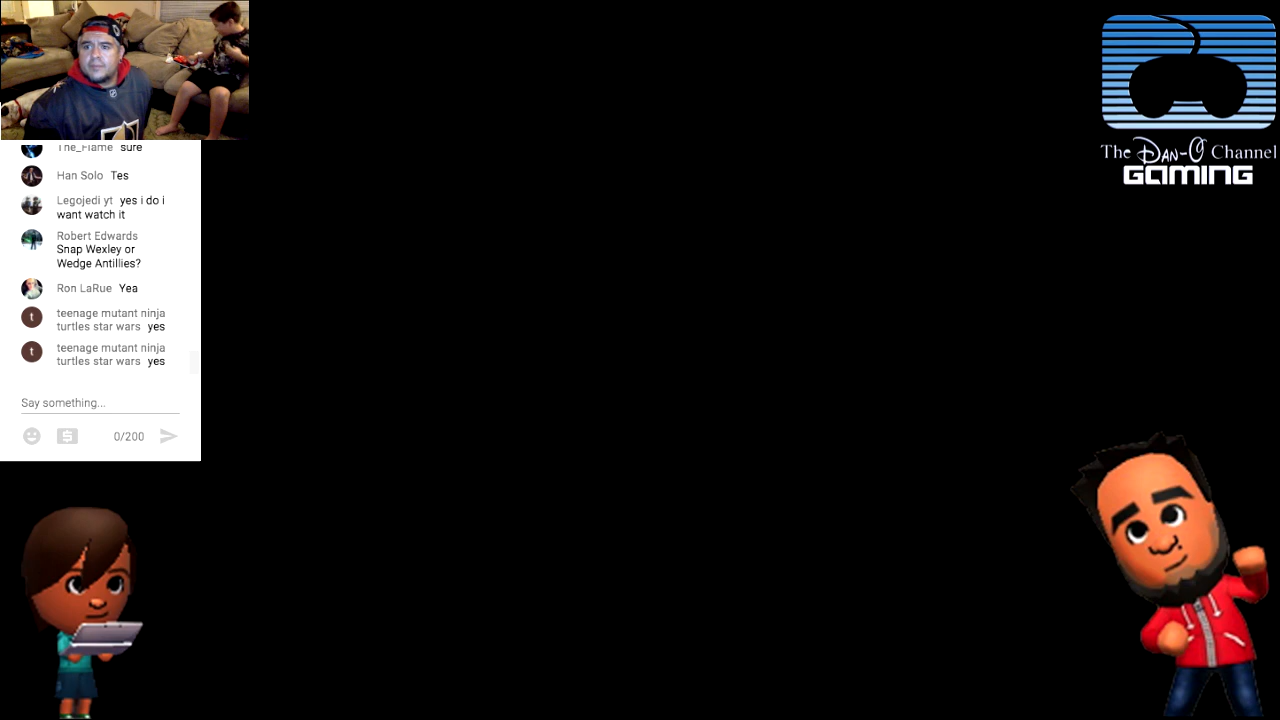 The_Flame sure
Han Solo Tes
Legojedi yt yes i do i
want watch it
Robert Edwards
Snap Wexley or
Wedge Antillies?
Ron LaRue Yea
t
teenage mutant ninja
turtles star wars yes
t
teenage mutant ninja
turtles star wars yes
Say something...
$
0/200
The Dan-O Channel
GAMING